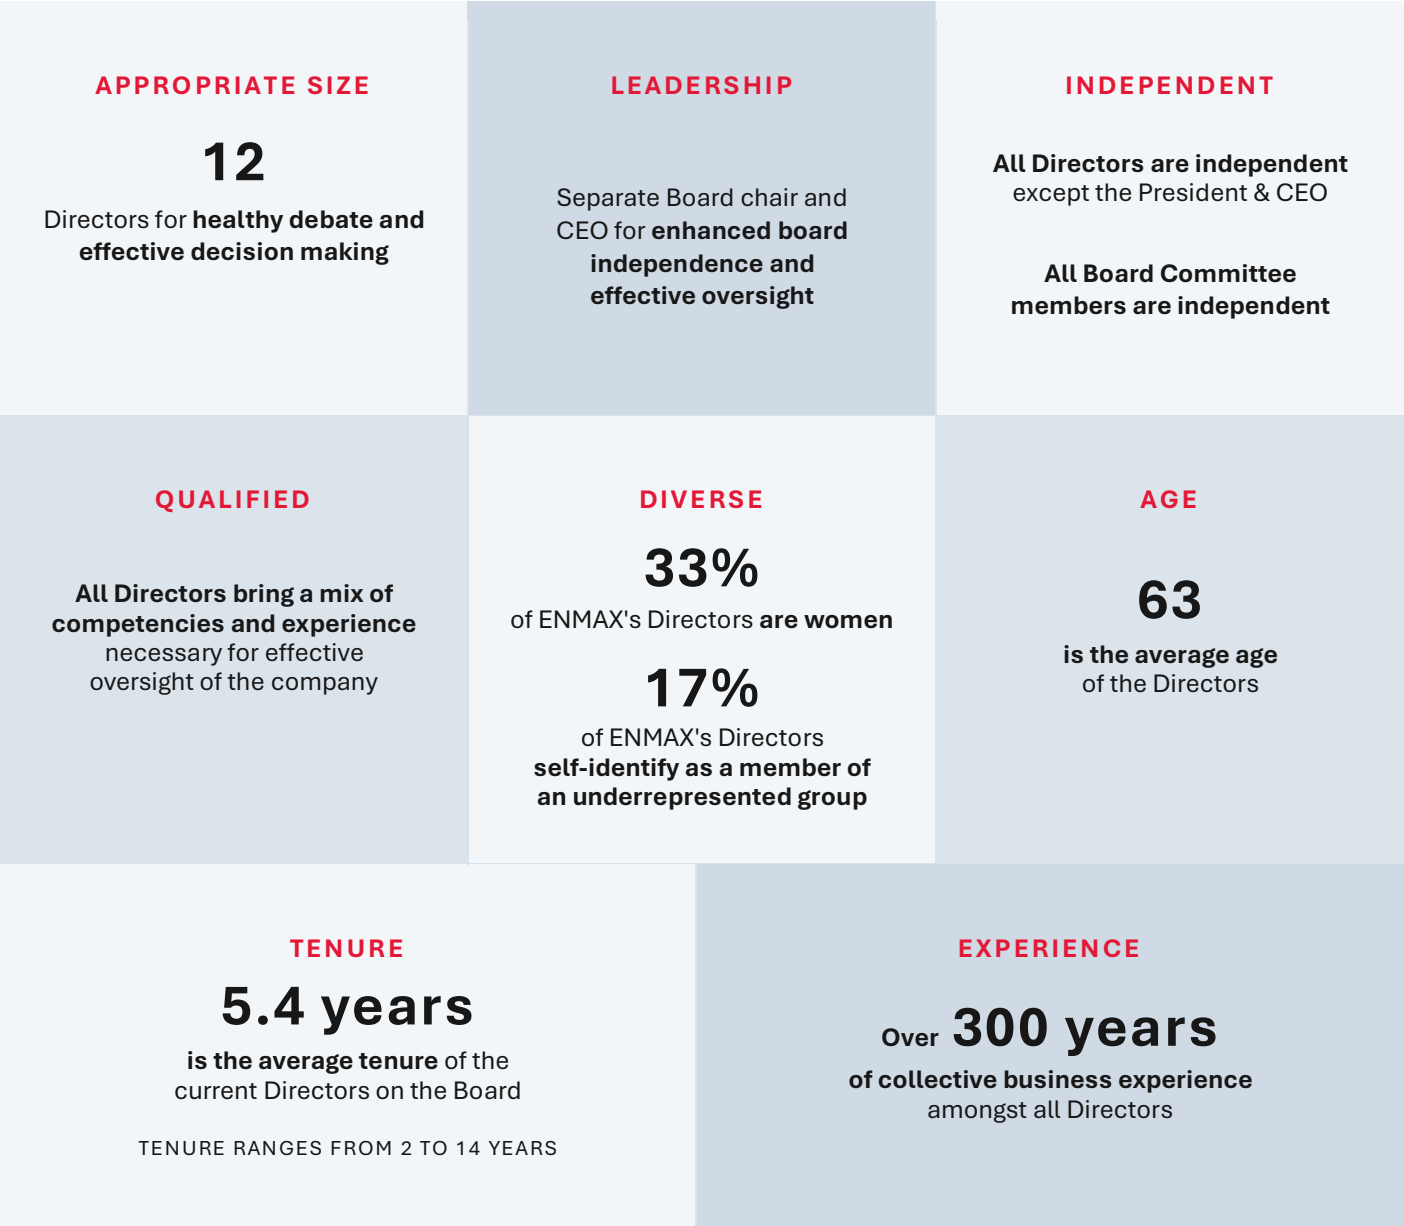 APPROPRIATE SIZE
12
Directors for healthy debate and
effective decision making
LEADERSHIP
Separate Board chair and
CEO for enhanced board
independence and
effective oversight
INDEPENDENT
All Directors are independent
except the President & CEO
All Board Committee
members are independent
QUALIFIED
All Directors bring a mix of
competencies and experience
necessary for effective
oversight of the company
DIVERSE
33%
of ENMAX's Directors are women
17%
of ENMAX's Directors
self-identify as a member of
an underrepresented group
AGE
63
is the average age
of the Directors
TENURE
5.4 years
is the average tenure of the
current Directors on the Board
TENURE RANGES FROM 2 TO 14 YEARS
EXPERIENCE
Over 300 years
of collective business experience
amongst all Directors